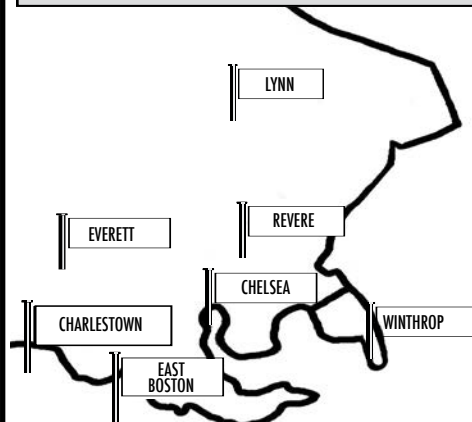 LYNN
REVERE
EVERETT
CHELSEA
CHARLESTOWN
WINTHROP
EAST
BOSTON